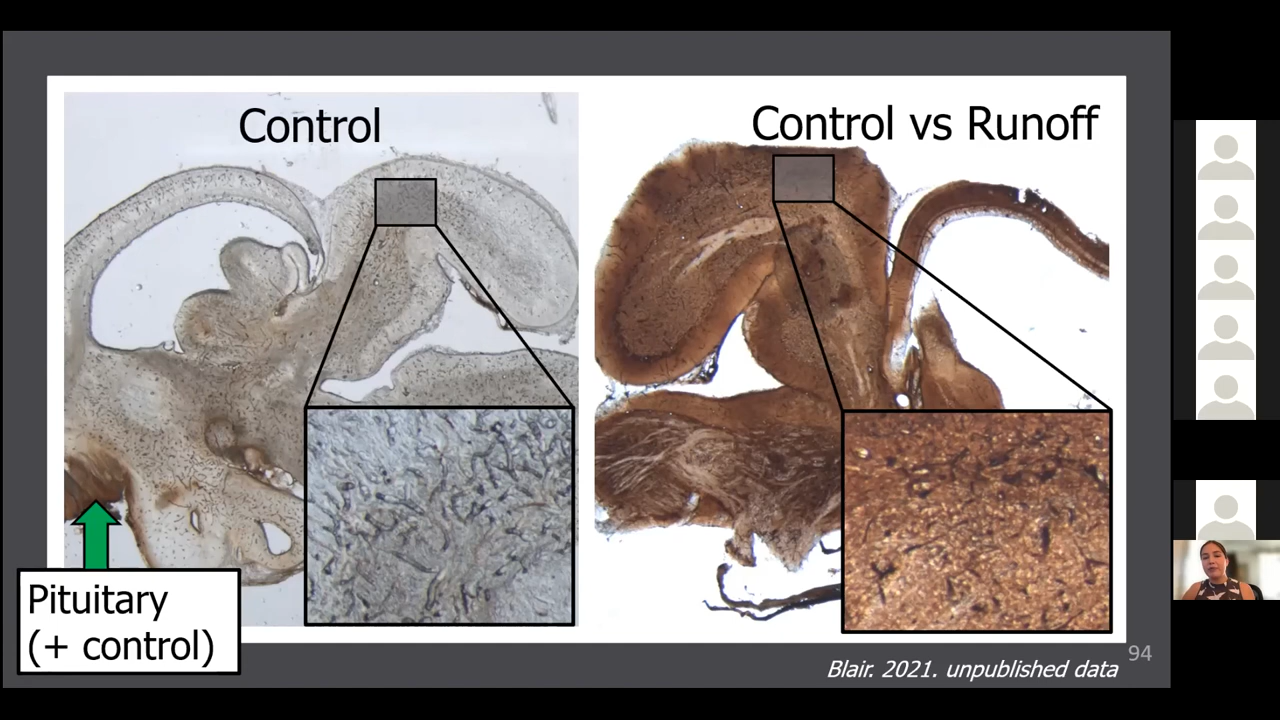 Control
Control vs Runoff
Pituitary
(+ control)
Blair. 2021. unpublished data
94